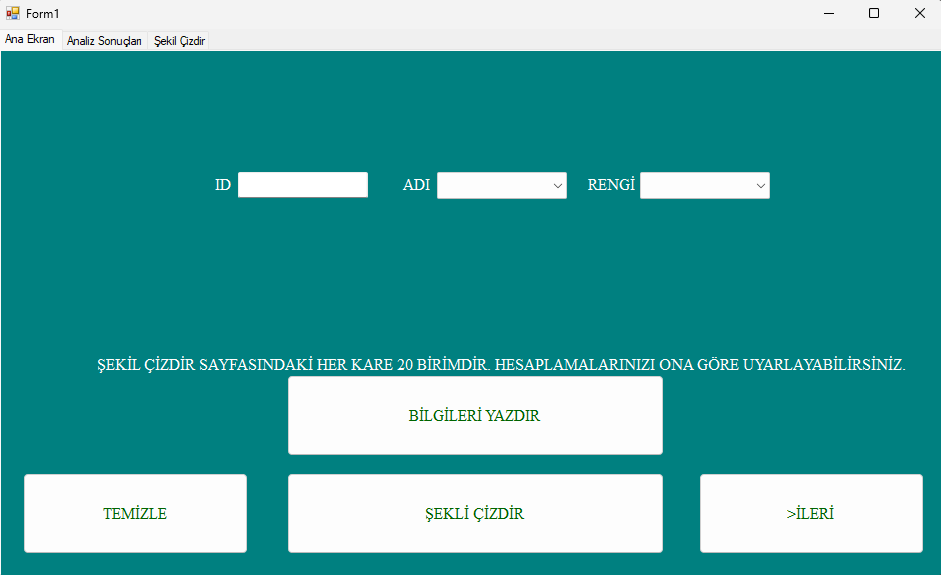 Form1
Ana Ekran Analiz Sonuçları Şekil Çizdir
ID ADI RENGİ
ŞEKİL ÇİZDİR SAYFASINDAKİ HER KARE 20 BİRİMDİR. HESAPLAMALARINIZI ONA GÖRE UYARLAYABİLİRSİNİZ.
BİLGİLERİ YAZDIR
TEMİZLE ŞEKLİ ÇİZDİR >İLERİ